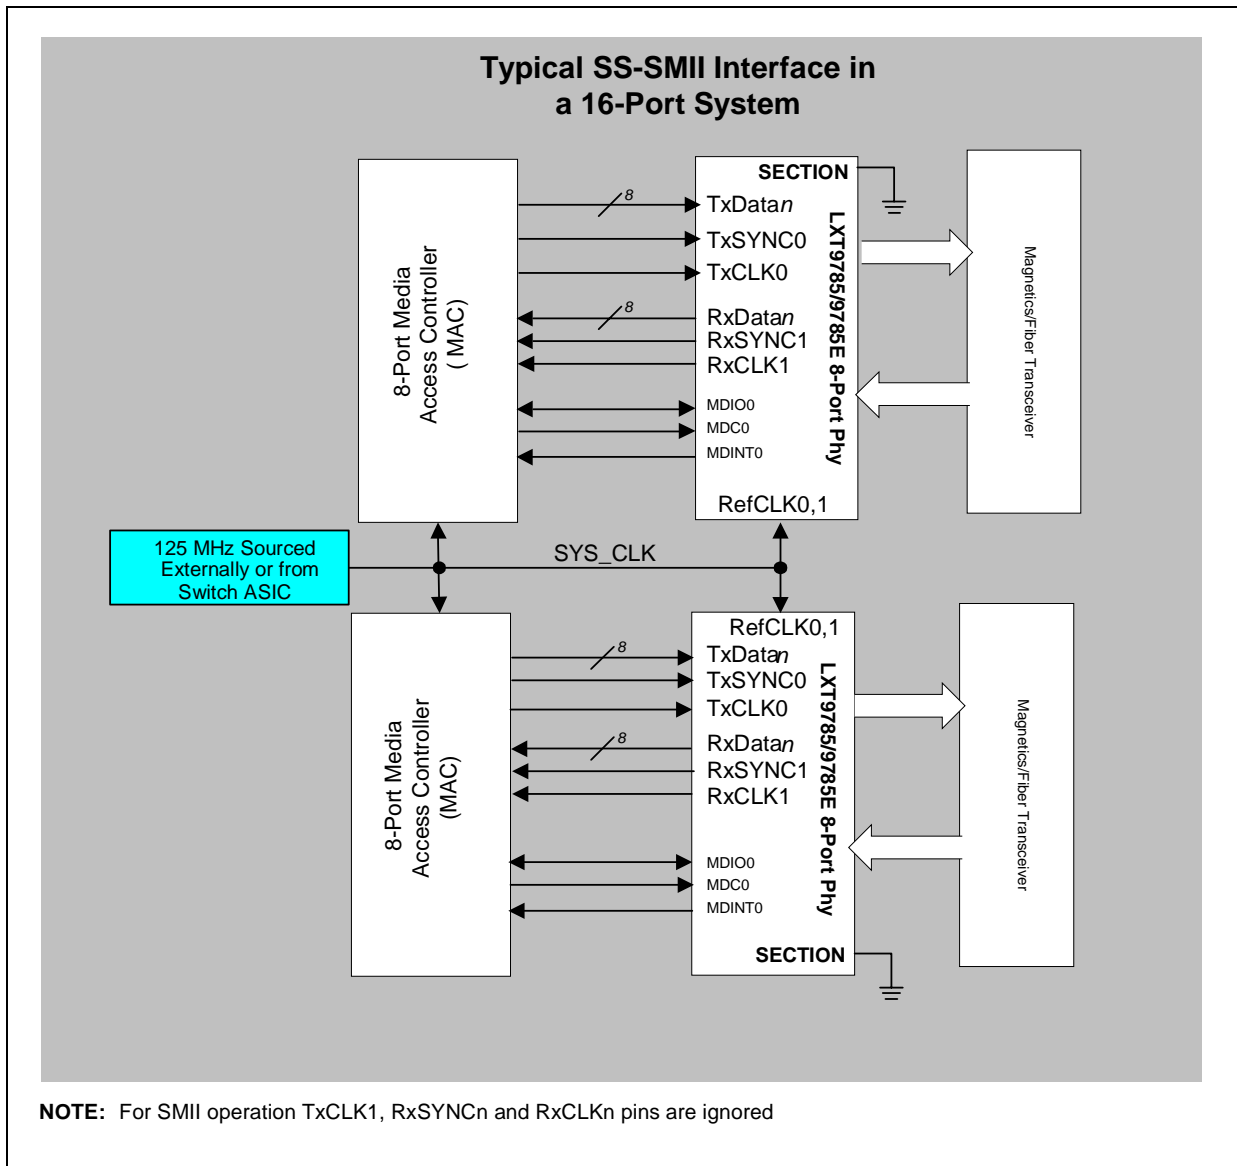 Typical SS-SMII Interface in
a 16-Port System
8-Port Media
Access Controller
( MAC)
8
8
SECTION
TxDatan
TxSYNC0
TxCLK0
RxDatan
RxSYNC1
RxCLK1
MDIO0
MDC0
MDINT0
LXT9785/9785E 8-Port Phy
RefCLK0,1
Magnetics/Fiber Transceiver
125 MHz Sourced
Externally or from
Switch ASIC
SYS_CLK
8-Port Media
Access Controller
(MAC)
8
8
RefCLK0,1
TxDatan
TxSYNC0
TxCLK0
RxDatan
RxSYNC1
RxCLK1
MDIO0
MDC0
MDINT0
LXT9785/9785E 8-Port Phy
SECTION
Magnetics/Fiber Transceiver
NOTE: For SMII operation TxCLK1, RxSYNCn and RxCLKn pins are ignored